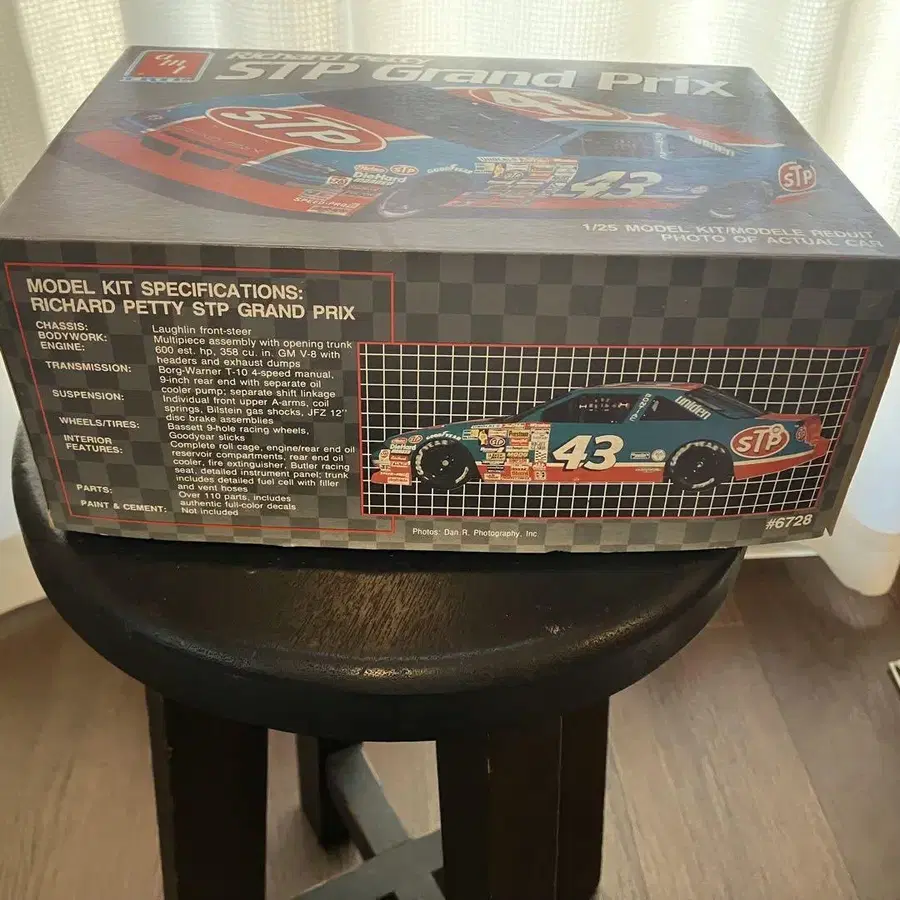 amt
Richard Petty
STP Grand Prix
STP
43
DieHard
GOODYEAR
43
uniden
STP
1/25 MODEL KIT/MODELE REDUIT
PHOTO OF ACTUAL CAR
MODEL KIT SPECIFICATIONS:
RICHARD PETTY STP GRAND PRIX
CHASSIS: Laughlin front-steer
BODYWORK: Multipiece assembly with opening trunk
ENGINE: 600 est. hp, 358 cu. in. GM V-8 with
headers and exhaust dumps
TRANSMISSION: Borg-Warner T-10 4-speed manual,
9-inch rear end with separate oil
cooler pump; separate shift linkage
SUSPENSION: Individual front upper A-arms, coil
springs, Bilstein gas shocks, JFZ 12"
disc brake assemblies
WHEELS/TIRES: Bassett 9-hole racing wheels,
Goodyear slicks
INTERIOR FEATURES: Complete roll cage, engine/rear end oil
reservoir compartments, rear end oil
cooler, fire extinguisher, Butler racing
seat, detailed instrument panel; trunk
includes detailed fuel cell with filler
and vent hoses
PARTS: Over 110 parts, includes
authentic full-color decals
PAINT & CEMENT: Not included
uniden
43
STP
Photos: Dan R. Photography, Inc
#6728